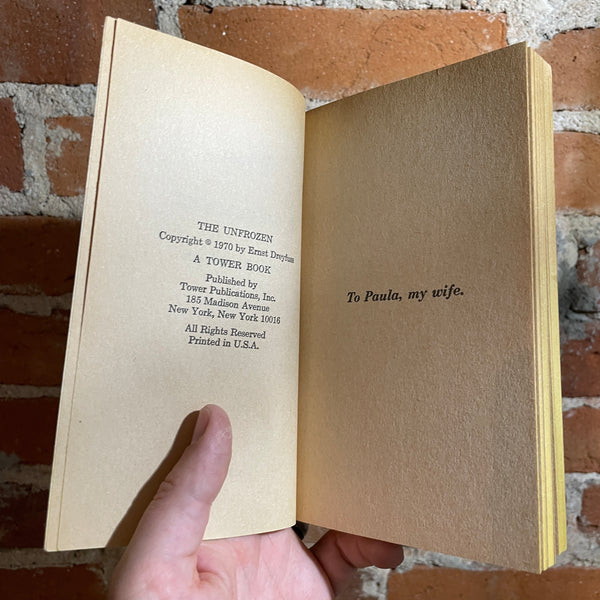 THE UNFROZEN
Copyright © 1970 by Ernst Dreyfuss
A TOWER BOOK
Published by
Tower Publications, Inc.
185 Madison Avenue
New York, New York 10016
All Rights Reserved
Printed in U.S.A.
To Paula, my wife.